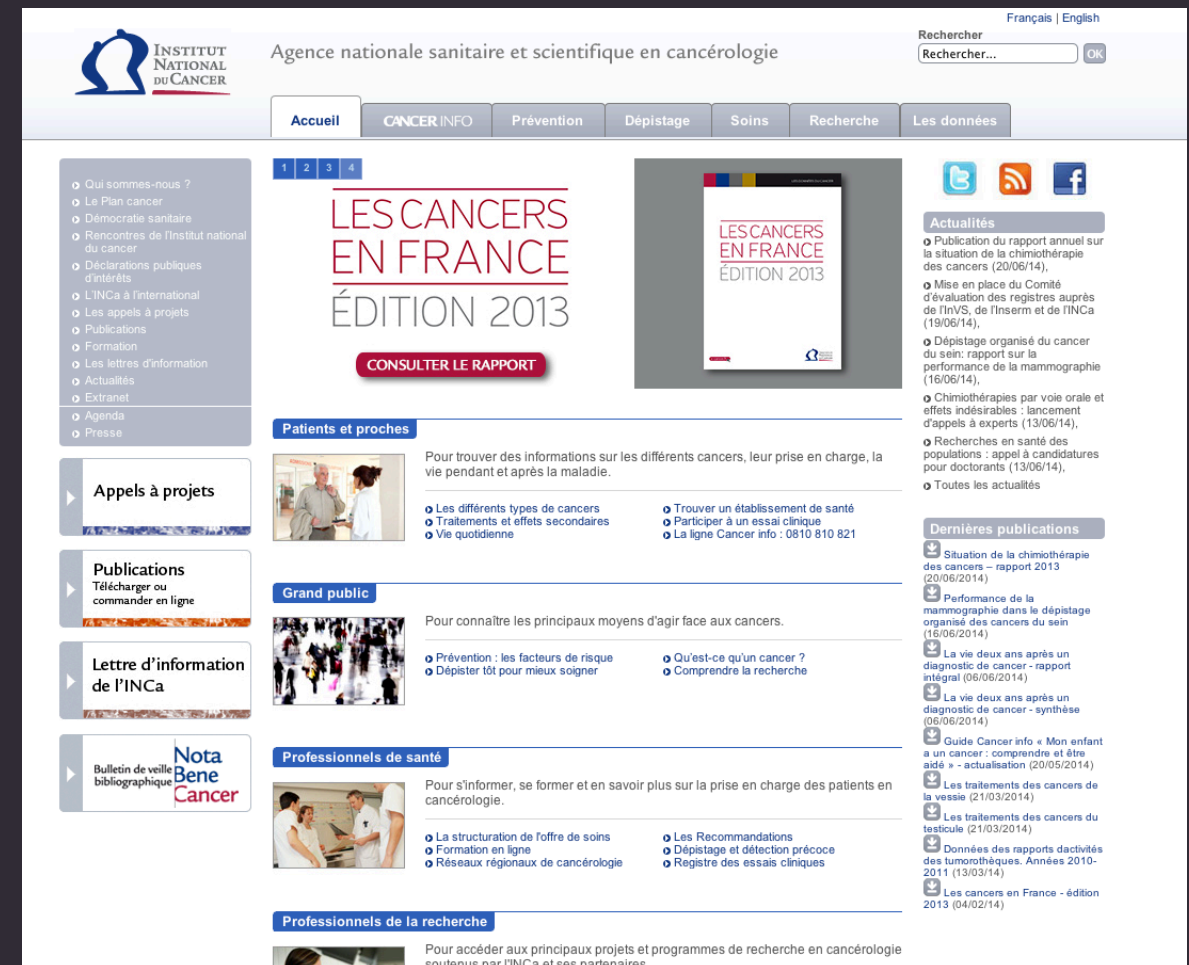 Français | English
INSTITUT
NATIONAL
DU CANCER
Agence nationale sanitaire et scientifique en cancérologie
Rechercher
Rechercher...
OK
Accueil
CANCER INFO
Prévention
Dépistage
Soins
Recherche
Les données
Qui sommes-nous ?
Le Plan cancer
Démocratie sanitaire
Rencontres de l'Institut national
du cancer
Déclarations publiques
d'intérêts
L'INCa à l'international
Les appels à projets
Publications
Formation
Les lettres d'information
Actualités
Extranet
Agenda
Presse
Appels à projets
Publications
Télécharger ou
commander en ligne
Lettre d'information
de l'INCa
Bulletin de veille
bibliographique
Nota
Bene
Cancer
1 2 3 4
LES CANCERS
EN FRANCE
ÉDITION 2013
CONSULTER LE RAPPORT
LES CANCERS
EN FRANCE
ÉDITION 2013
Patients et proches
Pour trouver des informations sur les différents cancers, leur prise en charge, la
vie pendant et après la maladie.
Les différents types de cancers
Traitements et effets secondaires
Vie quotidienne
Trouver un établissement de santé
Participer à un essai clinique
La ligne Cancer info : 0810 810 821
Grand public
Pour connaître les principaux moyens d'agir face aux cancers.
Prévention : les facteurs de risque
Dépister tôt pour mieux soigner
Qu'est-ce qu'un cancer ?
Comprendre la recherche
Professionnels de santé
Pour s'informer, se former et en savoir plus sur la prise en charge des patients en
cancérologie.
La structuration de l'offre de soins
Formation en ligne
Réseaux régionaux de cancérologie
Les Recommandations
Dépistage et détection précoce
Registre des essais cliniques
Professionnels de la recherche
Pour accéder aux principaux projets et programmes de recherche en cancérologie
soutenus par l'INCa et ses partenaires.
Actualités
Publication du rapport annuel sur
la situation de la chimiothérapie
des cancers (20/06/14),
Mise en place du Comité
d'évaluation des registres auprès
de l'InVS, de l'Inserm et de l'INCa
(19/06/14),
Dépistage organisé du cancer
du sein: rapport sur la
performance de la mammographie
(16/06/14),
Chimiothérapies par voie orale et
effets indésirables : lancement
d'appels à experts (13/06/14),
Recherches en santé des
populations : appel à candidatures
pour doctorants (13/06/14),
Toutes les actualités
Dernières publications
Situation de la chimiothérapie
des cancers – rapport 2013
(20/06/2014)
Performance de la
mammographie dans le dépistage
organisé des cancers du sein
(16/06/2014)
La vie deux ans après un
diagnostic de cancer - rapport
intégral (06/06/2014)
La vie deux ans après un
diagnostic de cancer - synthèse
(06/06/2014)
Guide Cancer info « Mon enfant
a un cancer : comprendre et être
aidé » - actualisation (20/05/2014)
Les traitements des cancers de
la vessie (21/03/2014)
Les traitements des cancers du
testicule (21/03/2014)
Données des rapports dactivités
des tumorothèques. Années 2010-
2011 (13/03/14)
Les cancers en France - édition
2013 (04/02/14)